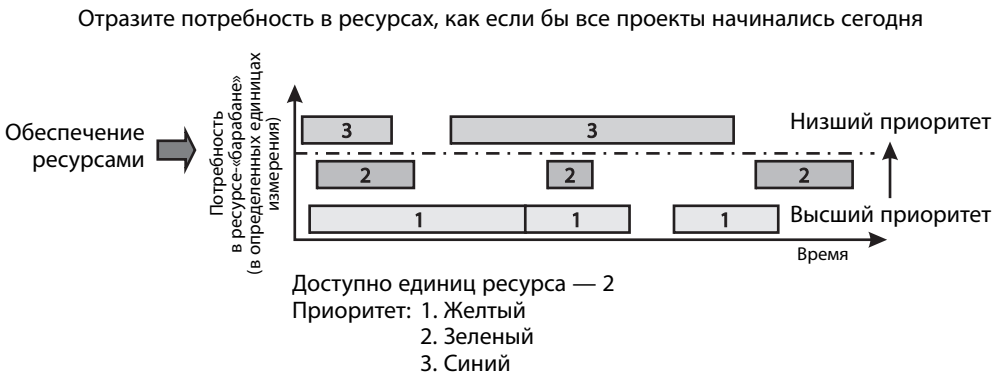 Отразите потребность в ресурсах, как если бы все проекты начинались сегодня
Обеспечение
ресурсами
Потребность
в ресурсе-«барабане»
(в определенных единицах
измерения)
3
3
Низший приоритет
2
2
2
1
1
1
Высший приоритет
Время
Доступно единиц ресурса — 2
Приоритет: 1. Желтый
2. Зеленый
3. Синий